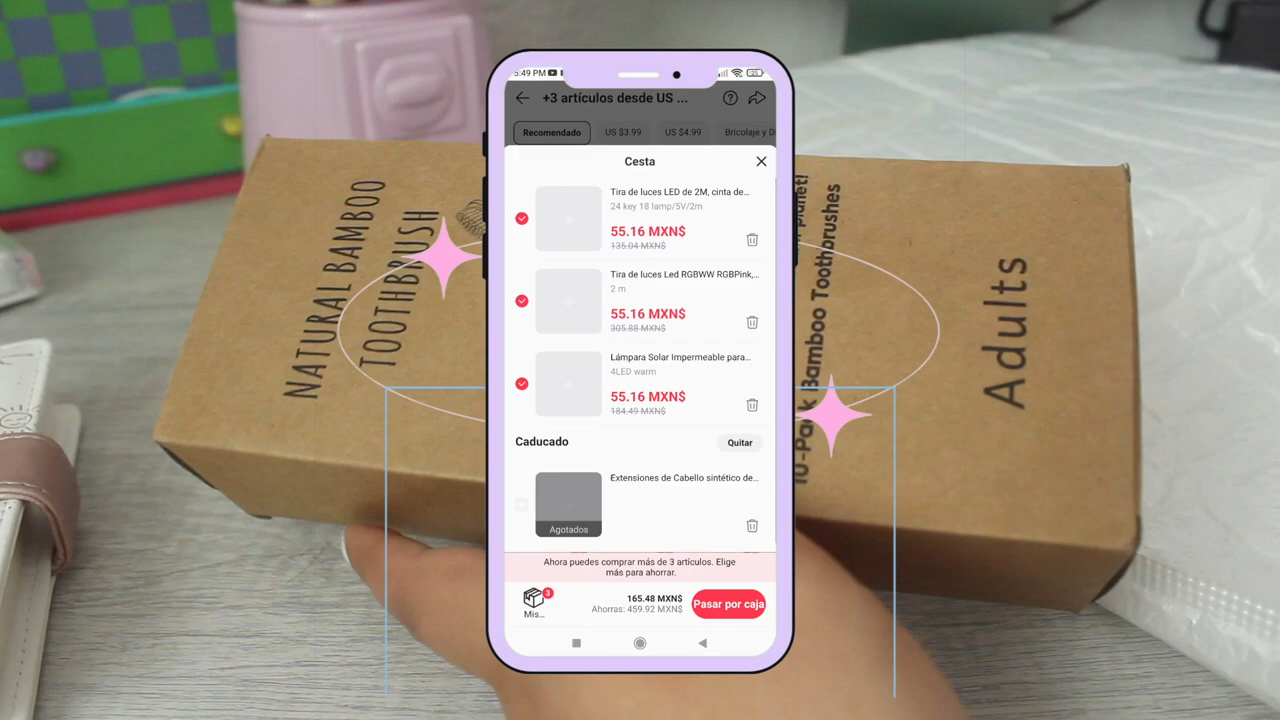 5:49 PM
+3 artículos desde US ...
Recomendado
US $3.99
US $4.99
Bricolaje y D
Cesta
Tira de luces LED de 2M, cinta de...
24 key 18 lamp/5V/2m
55.16 MXN$
135.04 MXN$
Tira de luces Led RGBWW RGBPink,...
2 m
55.16 MXN$
305.88 MXN$
Lámpara Solar Impermeable para...
4LED warm
55.16 MXN$
184.49 MXN$
Caducado
Quitar
Extensiones de Cabello sintético de...
Agotados
Ahora puedes comprar más de 3 artículos. Elige
más para ahorrar.
3
Mis...
165.48 MXN$
Ahorras: 459.92 MXN$
Pasar por caja
NATURAL BAMBOO
TOOTHBRUSH
planet!
10-Pack Bamboo Toothbrushes
Adults